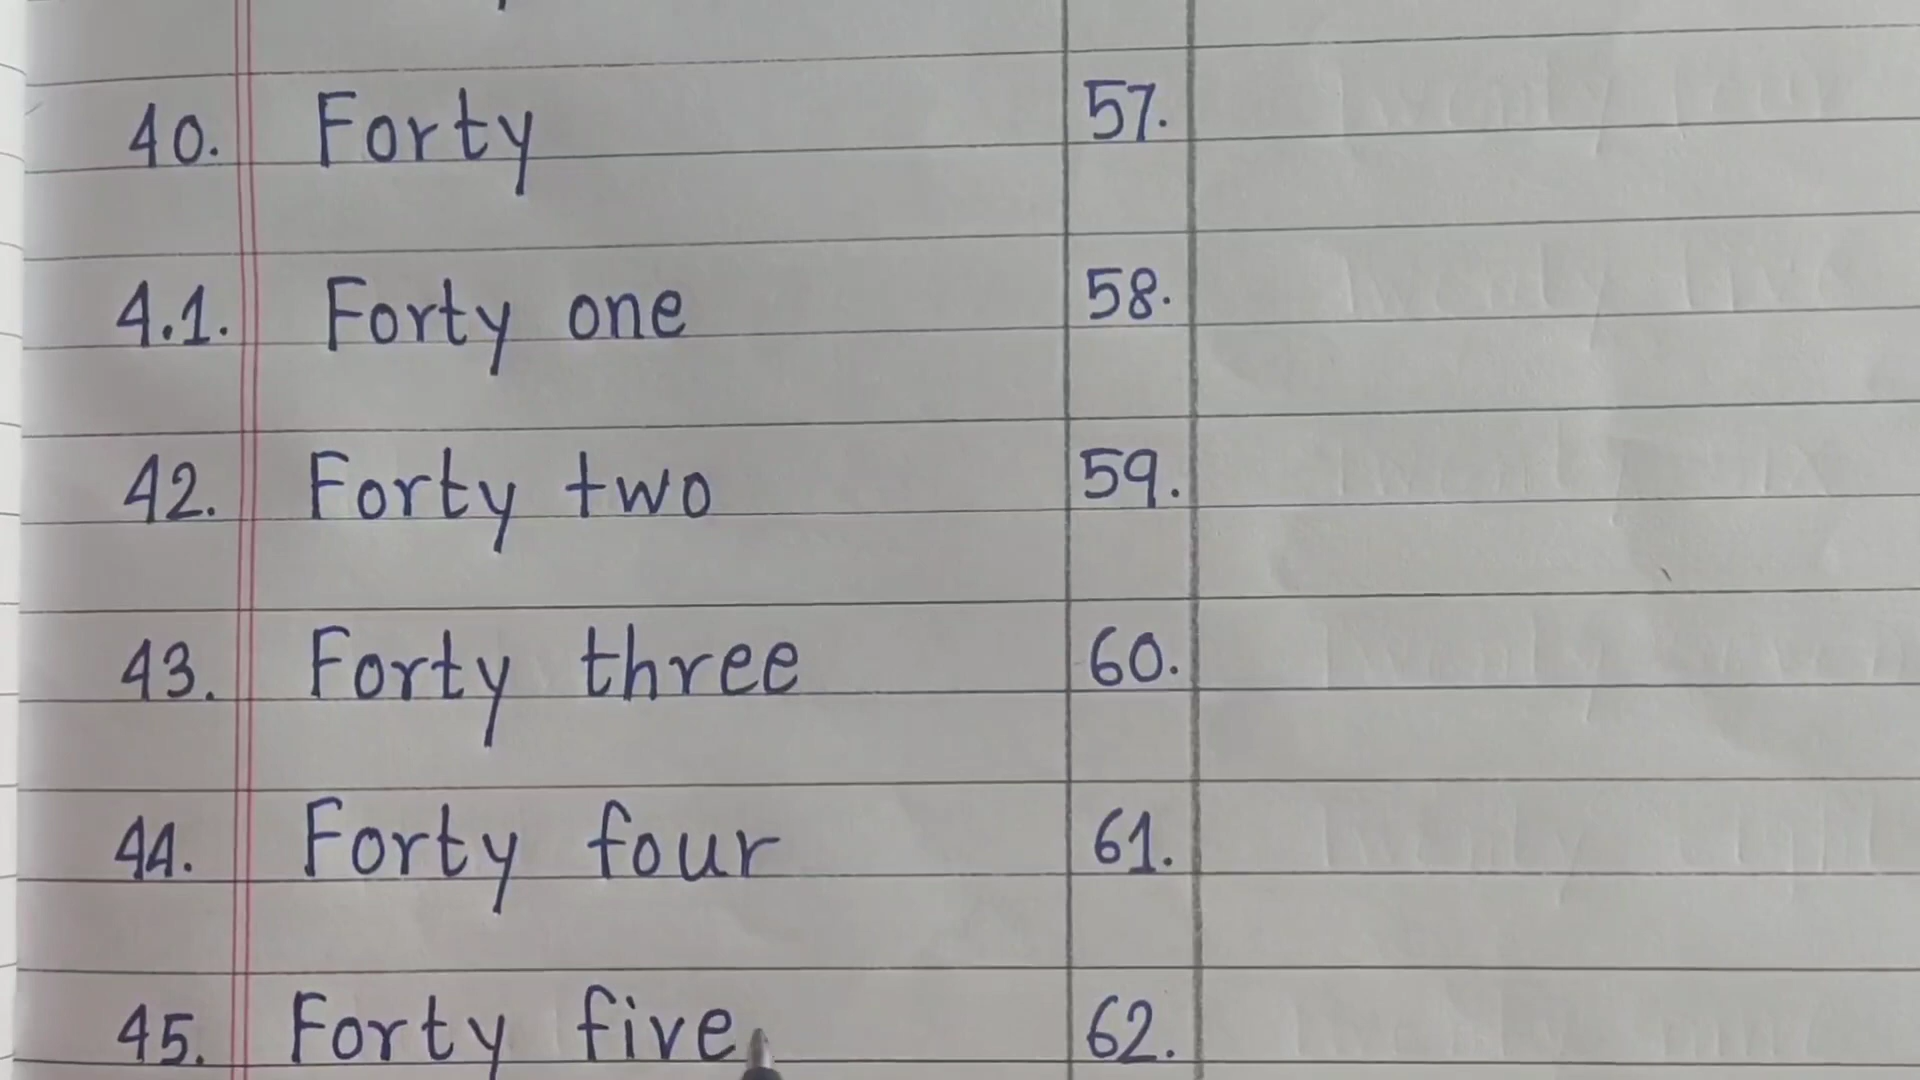 40. Forty 57.
4.1. Forty one 58.
42. Forty two 59.
43. Forty three 60.
44. Forty four 61.
45. Forty five 62.